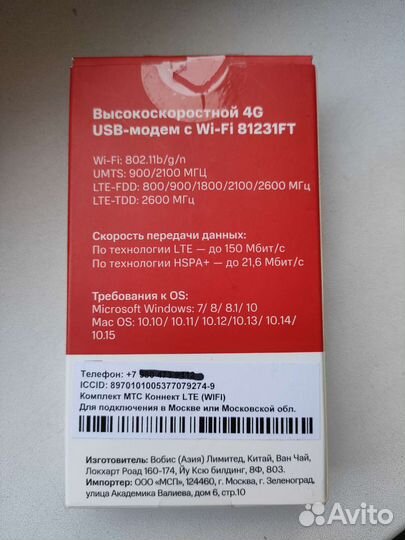 Высокоскоростной 4G
USB-модем с Wi-Fi 81231FT
Wi-Fi: 802.11b/g/n
UMTS: 900/2100 МГЦ
LTE-FDD: 800/900/1800/2100/2600 МГц
LTE-TDD: 2600 МГц
Скорость передачи данных:
По технологии LTE — до 150 Мбит/с
По технологии HSPA+ — до 21,6 Мбит/с
Требования к OS:
Microsoft Windows: 7/ 8/ 8.1/ 10
Mac OS: 10.10/ 10.11/ 10.12/10.13/ 10.14/
10.15
Телефон: +7
ICCID: 8970101005377079274-9
Комплект МТС Коннект LTE (WIFI)
Для подключения в Москве или Московской обл.
Изготовитель: Вобис (Азия) Лимитед, Китай, Ван Чай,
Локхарт Роад 160-174, Йу Ксю билдинг, 8Ф, 803.
Импортер: ООО «МСП», 124460, г. Москва, г. Зеленоград,
улица Академика Валиева, дом 6, стр.10
Avito